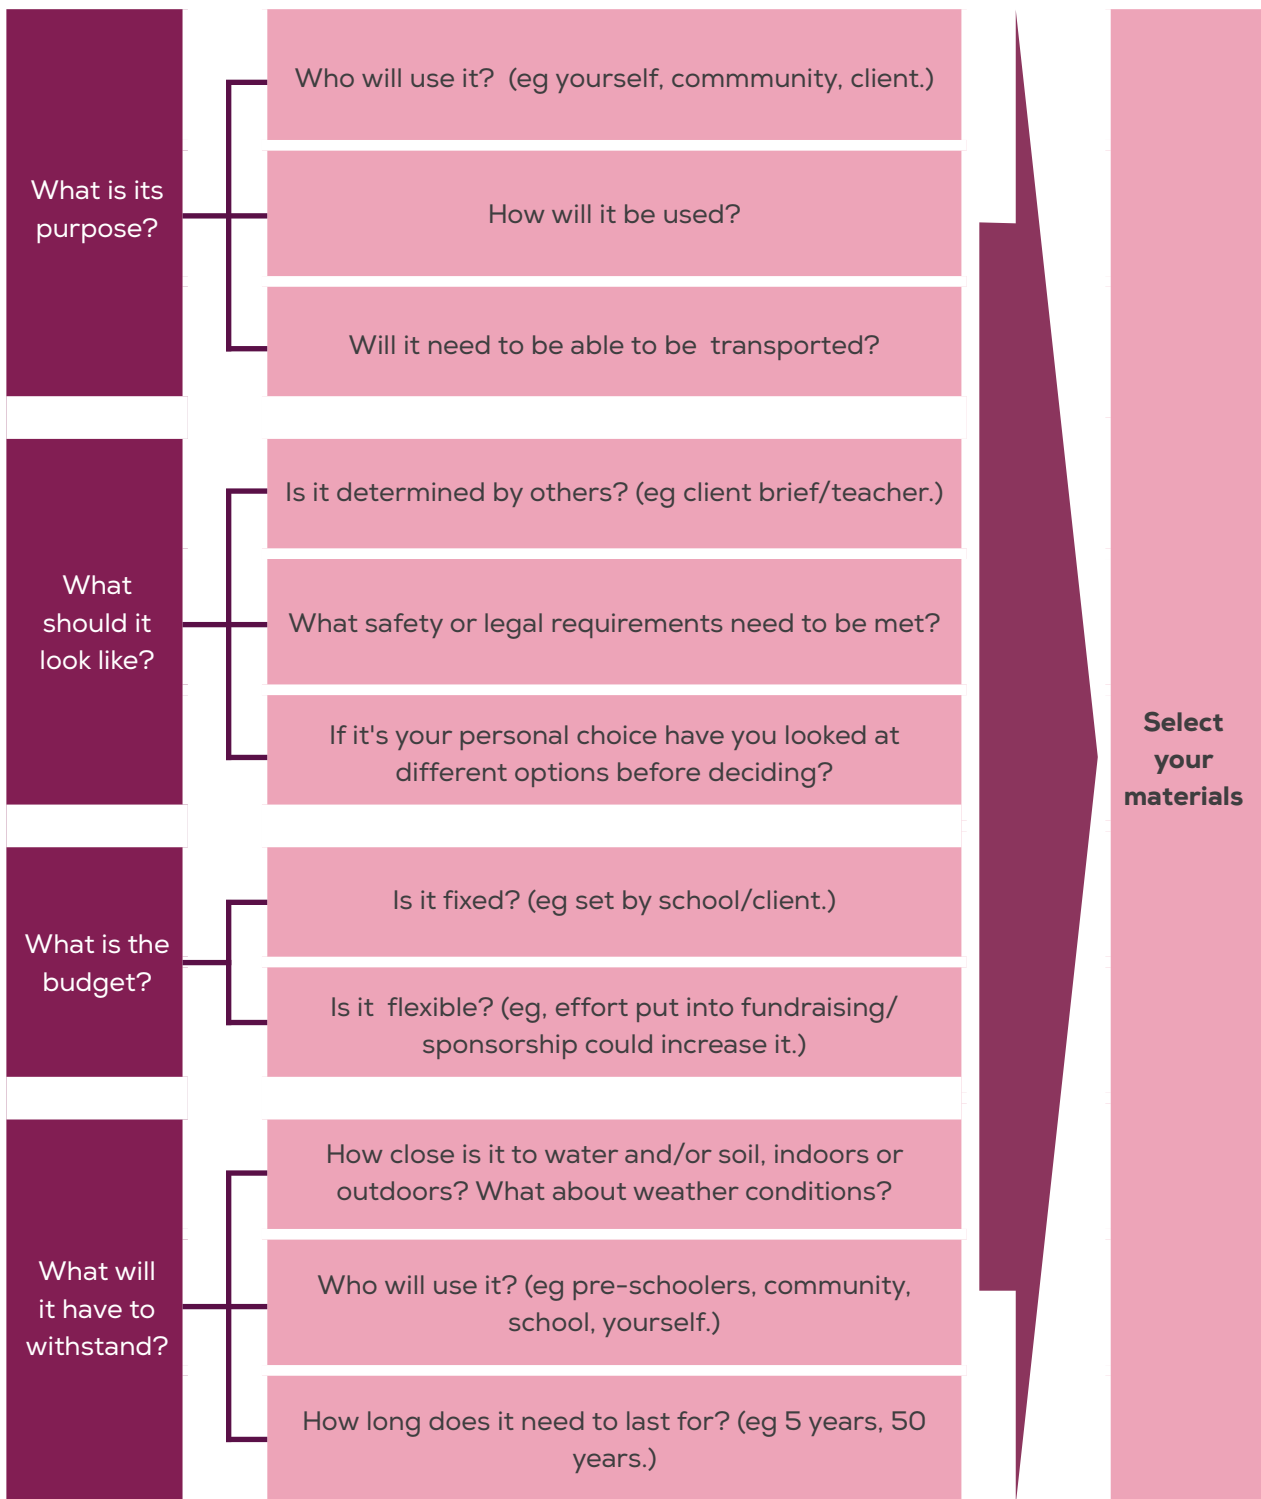 What is its
purpose?
Who will use it?  (eg yourself, commmunity, client.)
How will it be used?
Will it need to be able to be  transported?
What
should it
look like?
Is it determined by others? (eg client brief/teacher.)
What safety or legal requirements need to be met?
If it's your personal choice have you looked at
different options before deciding?
What is the
budget?
Is it fixed? (eg set by school/client.)
Is it  flexible? (eg, effort put into fundraising/
sponsorship could increase it.)
What will
it have to
withstand?
How close is it to water and/or soil, indoors or
outdoors? What about weather conditions?
Who will use it? (eg pre-schoolers, community,
school, yourself.)
How long does it need to last for? (eg 5 years, 50
years.)
Select
your
materials